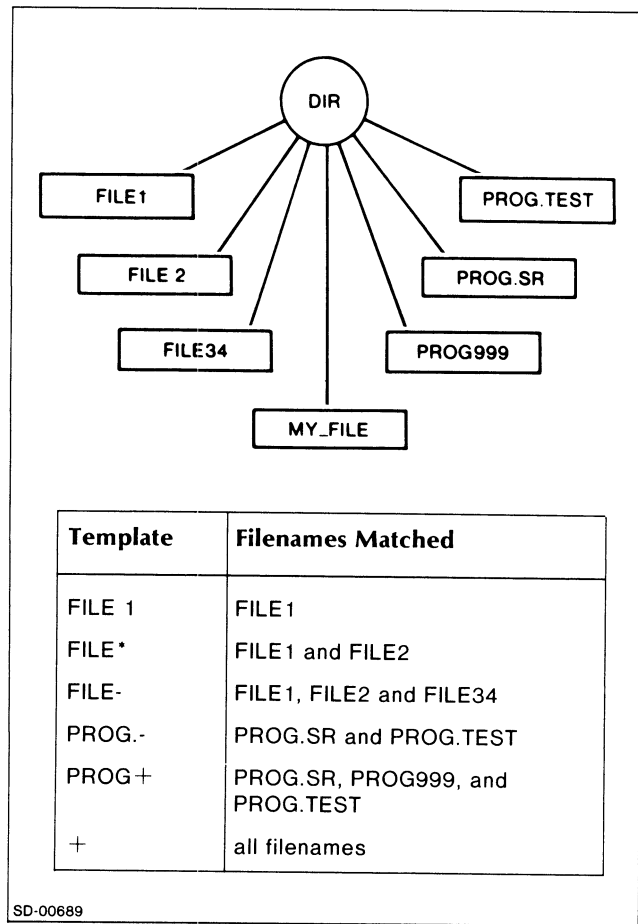 DIR
FILE1
PROG.TEST
FILE 2
PROG.SR
FILE34
PROG999
MY_FILE
Template Filenames Matched
FILE 1 FILE1
FILE* FILE1 and FILE2
FILE- FILE1, FILE2 and FILE34
PROG.- PROG.SR and PROG.TEST
PROG+ PROG.SR, PROG999, and
PROG.TEST
+ all filenames
SD-00689